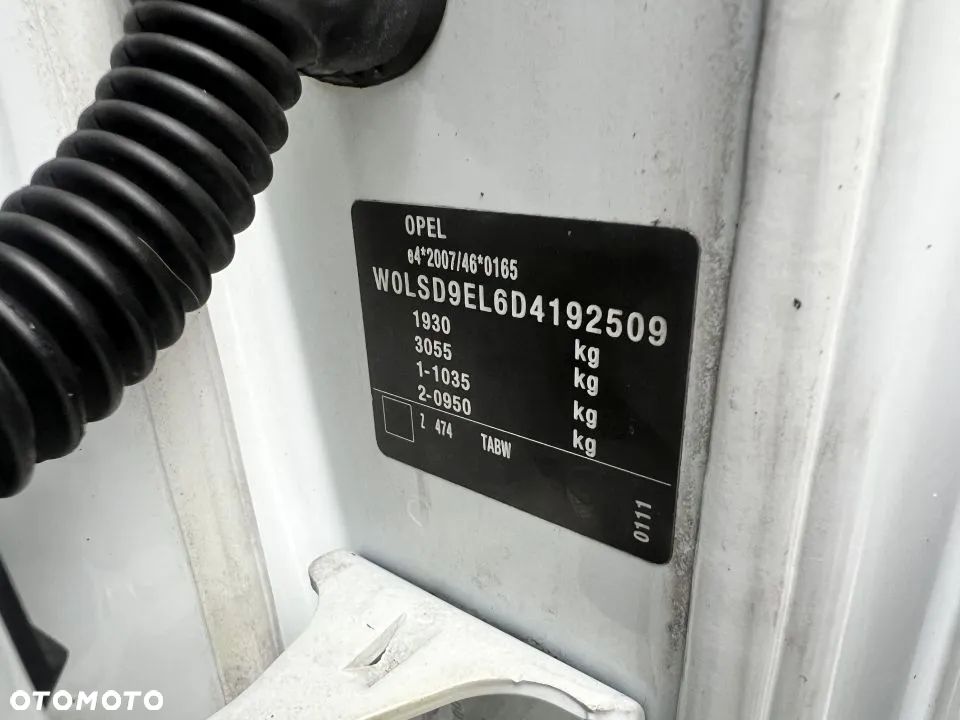 OPEL
e4*2007/46*0165
W0LSD9EL6D4192509
1930 kg
3055 kg
1-1035 kg
2-0950 kg
Z 474 TABW
0111
OTOMOTO